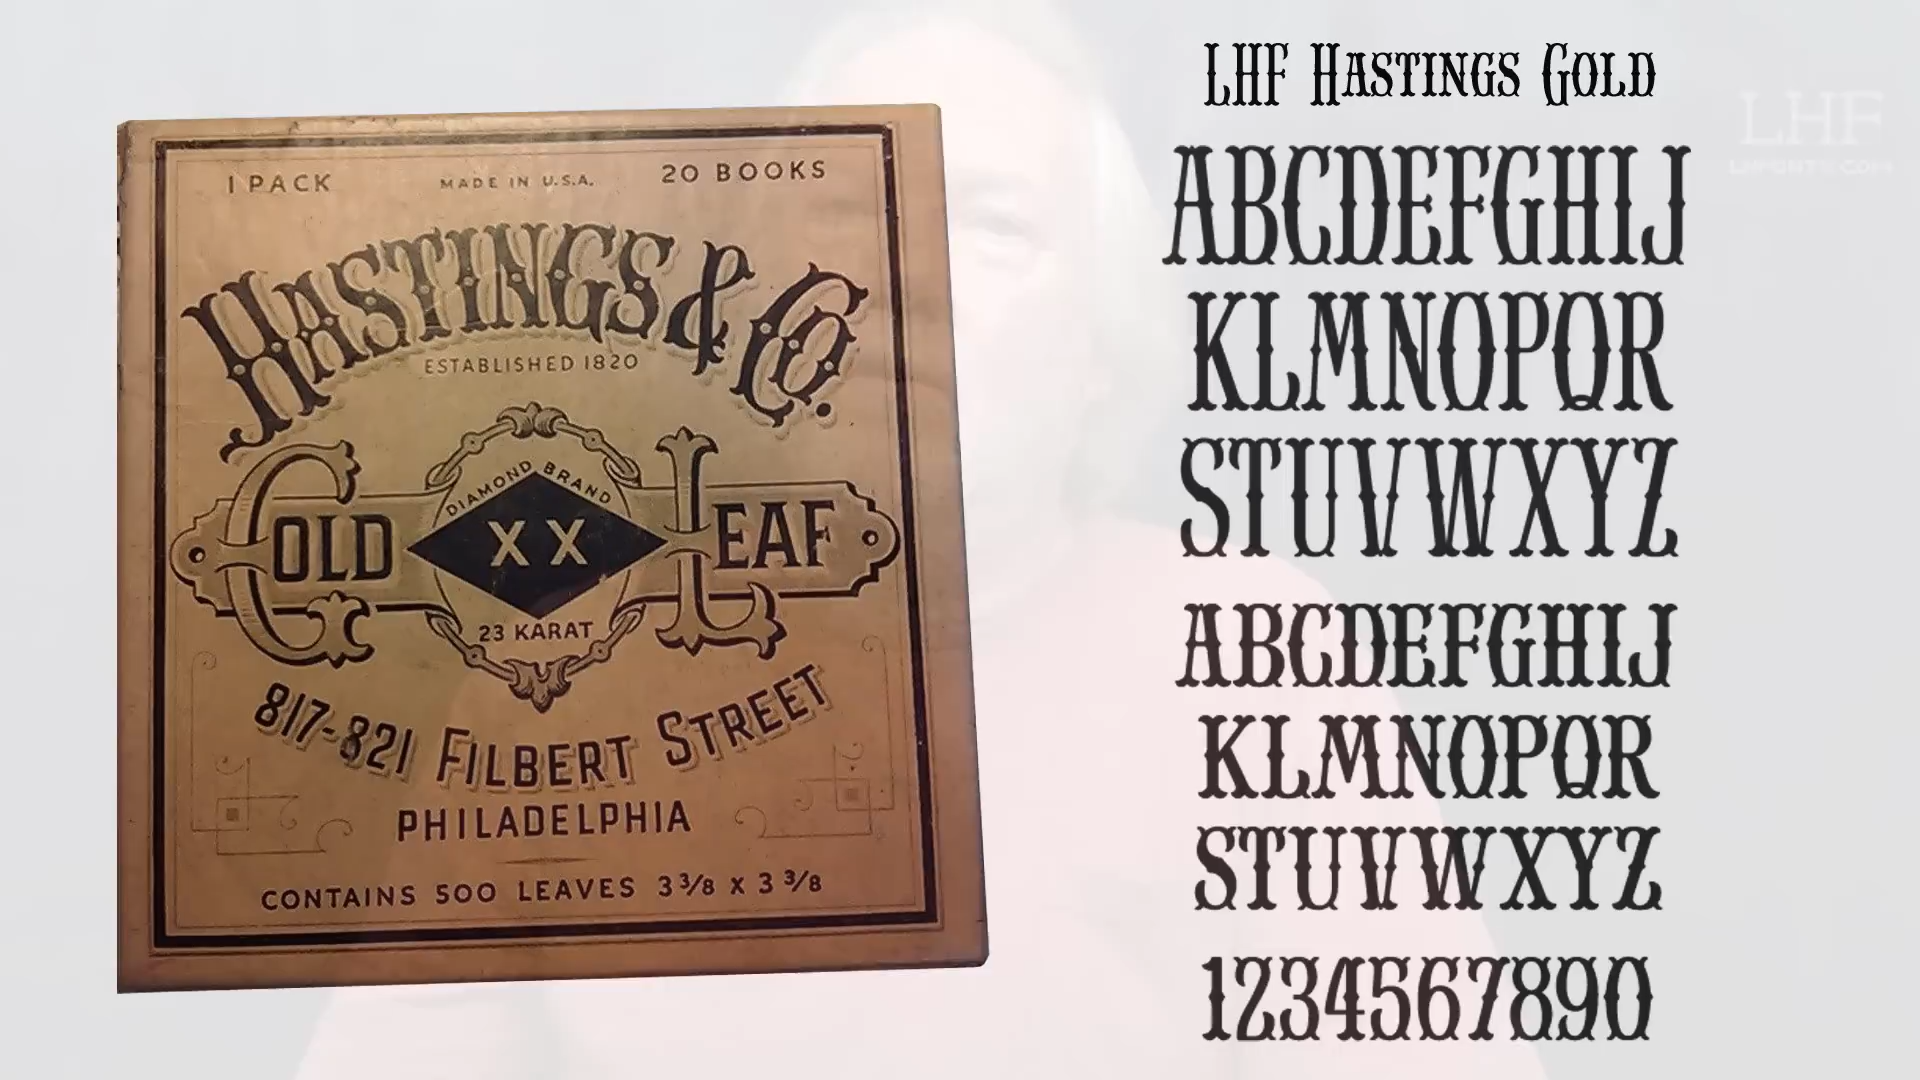 1 PACK
MADE IN U.S.A.
20 BOOKS
HASTINGS & CO.
ESTABLISHED 1820
GOLD LEAF
DIAMOND BRAND
XX
23 KARAT
817-821 FILBERT STREET
PHILADELPHIA
CONTAINS 500 LEAVES 3 3/8 X 3 3/8
LHF HASTINGS GOLD
ABCDEFGHIJ
KLMNOPQR
STUVWXYZ
ABCDEFGHIJ
KLMNOPQR
STUVWXYZ
1234567890
LHF
LHFFONTS.COM